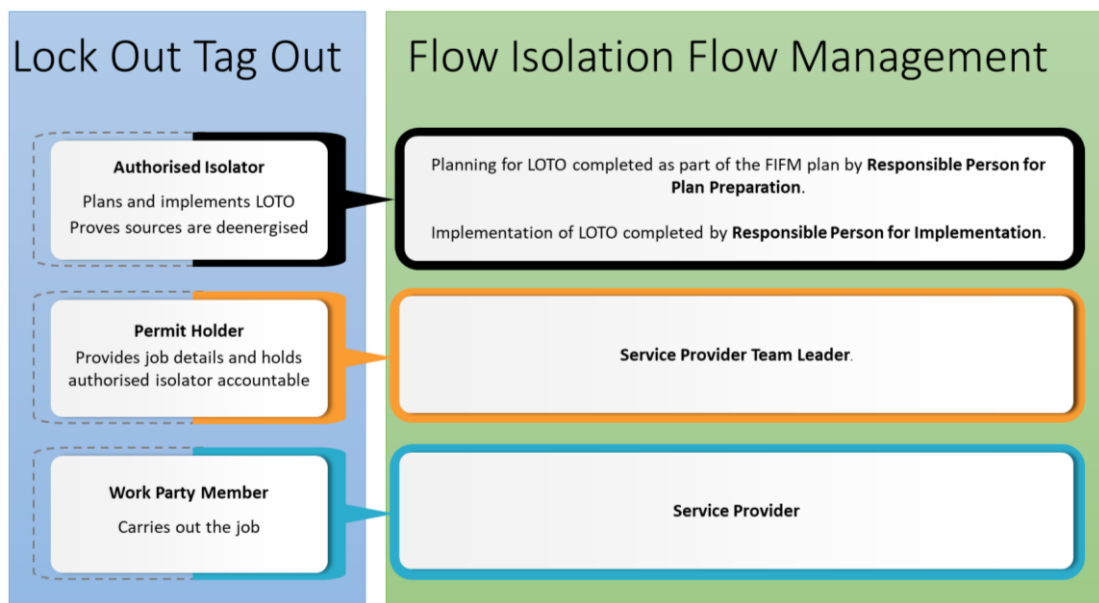 Lock Out Tag Out
Flow Isolation Flow Management
Authorised Isolator
Plans and implements LOTO
Proves sources are deenergised
Planning for LOTO completed as part of the FIFM plan by Responsible Person for
Plan Preparation.
Implementation of LOTO completed by Responsible Person for Implementation.
Permit Holder
Provides job details and holds
authorised isolator accountable
Service Provider Team Leader.
Work Party Member
Carries out the job
Service Provider